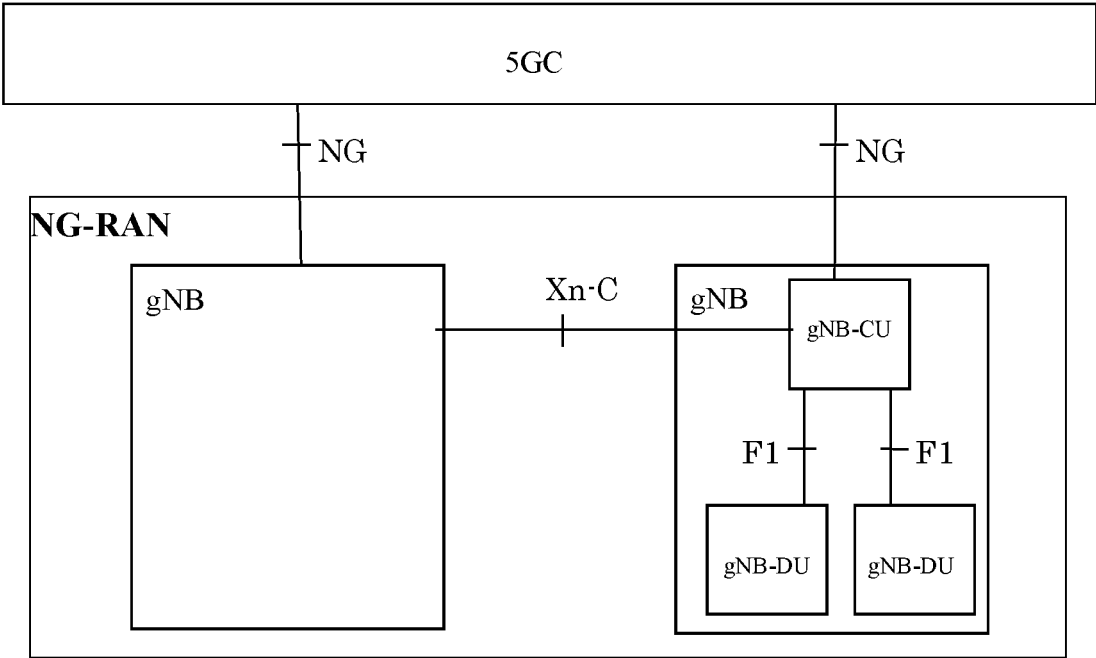 5GC
NG
NG
NG-RAN
gNB
Xn-C
gNB
gNB-CU
F1
F1
gNB-DU
gNB-DU